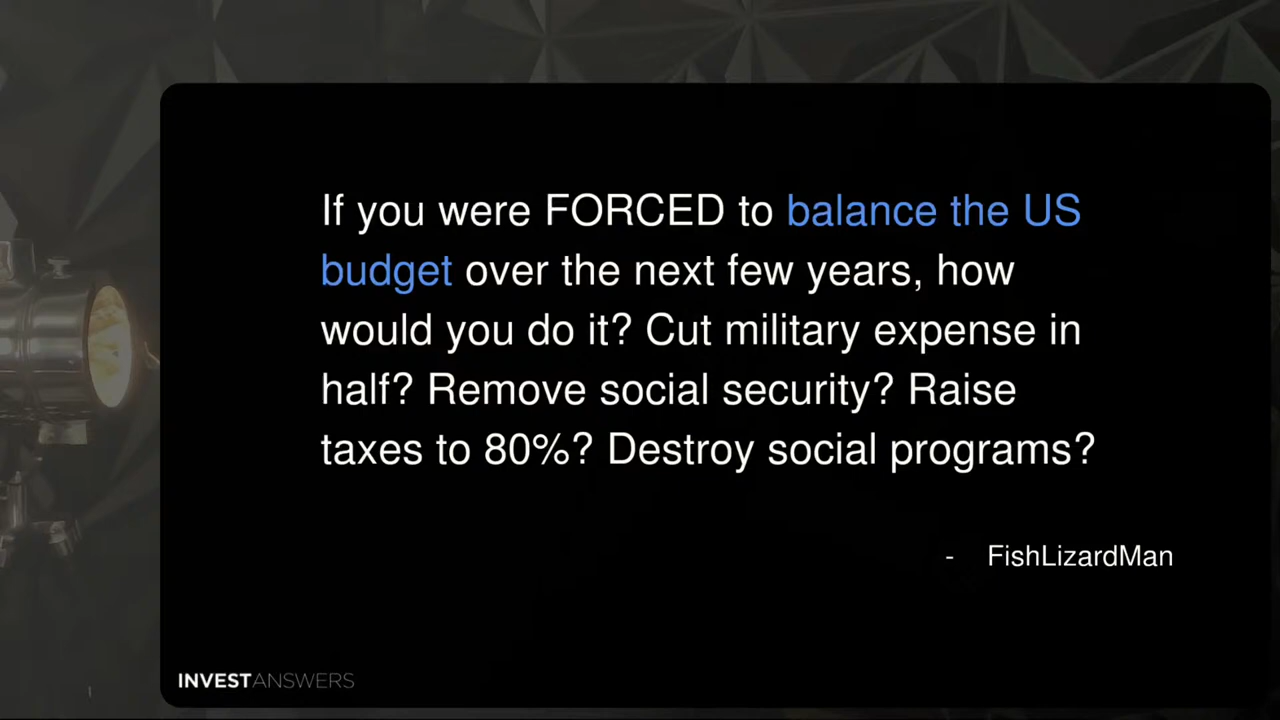 If you were FORCED to balance the US
budget over the next few years, how
would you do it? Cut military expense in
half? Remove social security? Raise
taxes to 80%? Destroy social programs?
- FishLizardMan
INVESTANSWERS